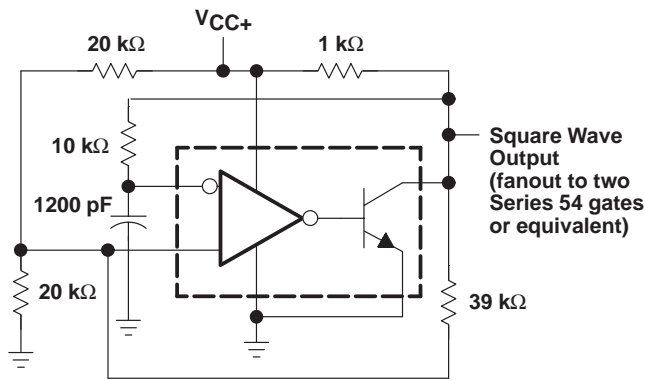 VCC+
20 kΩ
1 kΩ
10 kΩ
1200 pF
20 kΩ
39 kΩ
Square Wave
Output
(fanout to two
Series 54 gates
or equivalent)